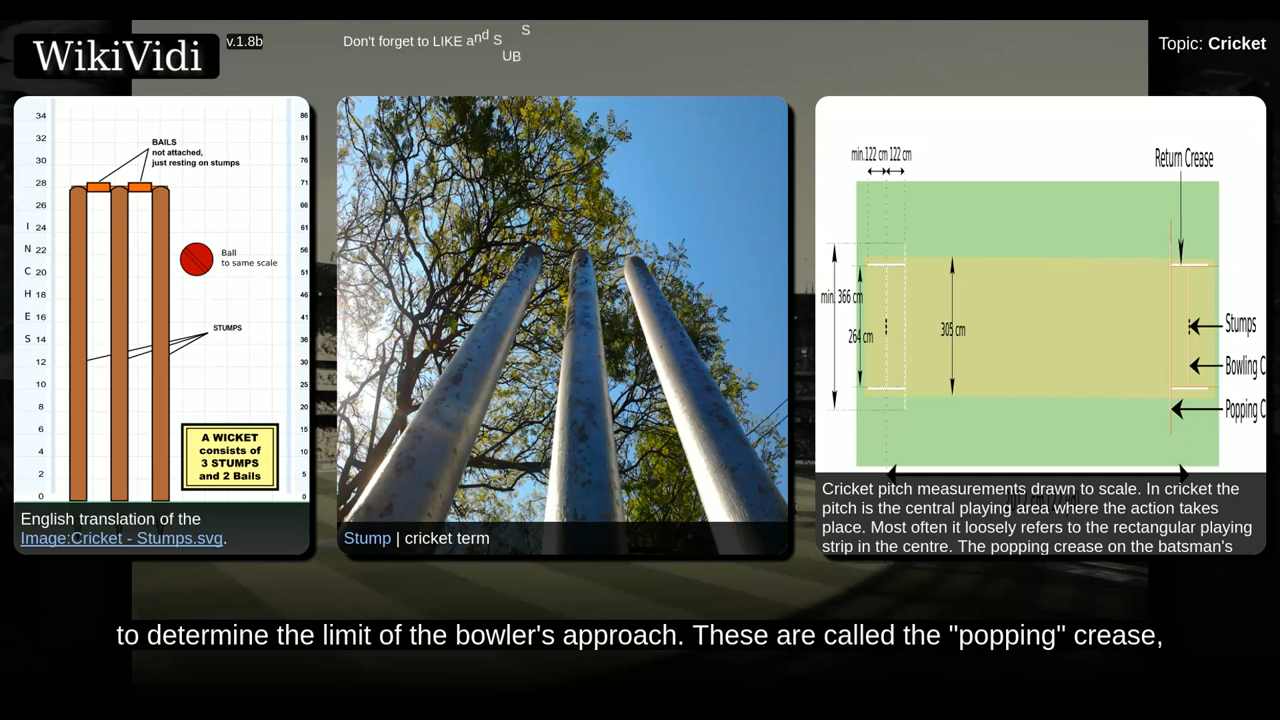 WikiVidi
v.1.8b
Don't forget to LIKE and SUB
S
Topic: Cricket
34
32
30
28
26
24
22
20
18
16
14
12
10
8
6
4
2
0
INCHES
BAILS
not attached,
just resting on stumps
Ball
to same scale
STUMPS
A WICKET
consists of
3 STUMPS
and 2 Bails
86
81
76
71
66
61
56
51
46
41
36
30
25
20
15
10
5
0
English translation of the
Image:Cricket - Stumps.svg.
Stump | cricket term
min.122 cm 122 cm
Return Crease
min. 366 cm
264 cm
305 cm
Stumps
Bowling C
Popping C
Cricket pitch measurements drawn to scale. In cricket the
pitch is the central playing area where the action takes
place. Most often it loosely refers to the rectangular playing
strip in the centre. The popping crease on the batsman's
to determine the limit of the bowler's approach. These are called the "popping" crease,